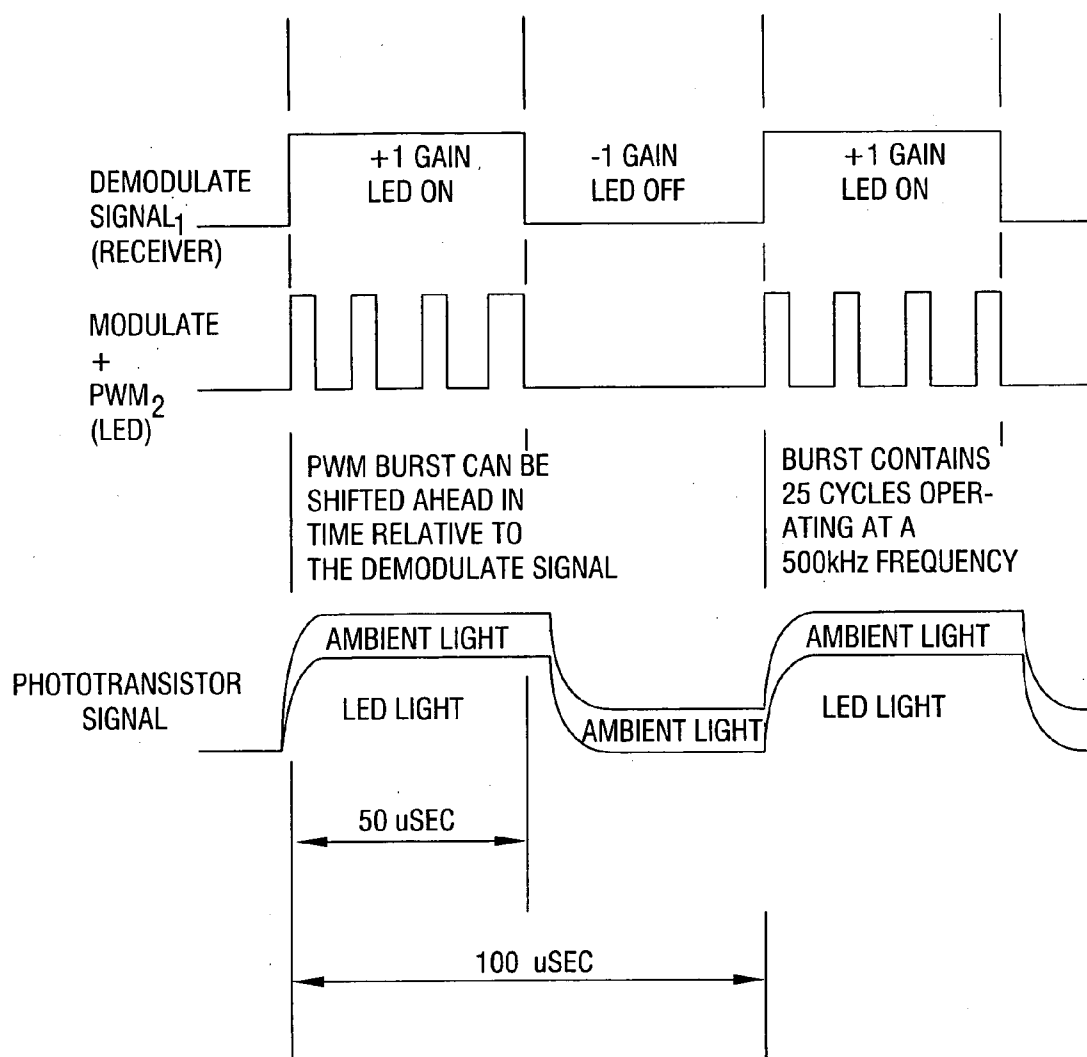 +1 GAIN
LED ON
-1 GAIN
LED OFF
+1 GAIN
LED ON
DEMODULATE
SIGNAL1
(RECEIVER)
MODULATE
+
PWM2
(LED)
PWM BURST CAN BE
SHIFTED AHEAD IN
TIME RELATIVE TO
THE DEMODULATE SIGNAL
BURST CONTAINS
25 CYCLES OPER-
ATING AT A
500kHz FREQUENCY
PHOTOTRANSISTOR
SIGNAL
AMBIENT LIGHT
LED LIGHT
AMBIENT LIGHT
AMBIENT LIGHT
LED LIGHT
50 uSEC
100 uSEC